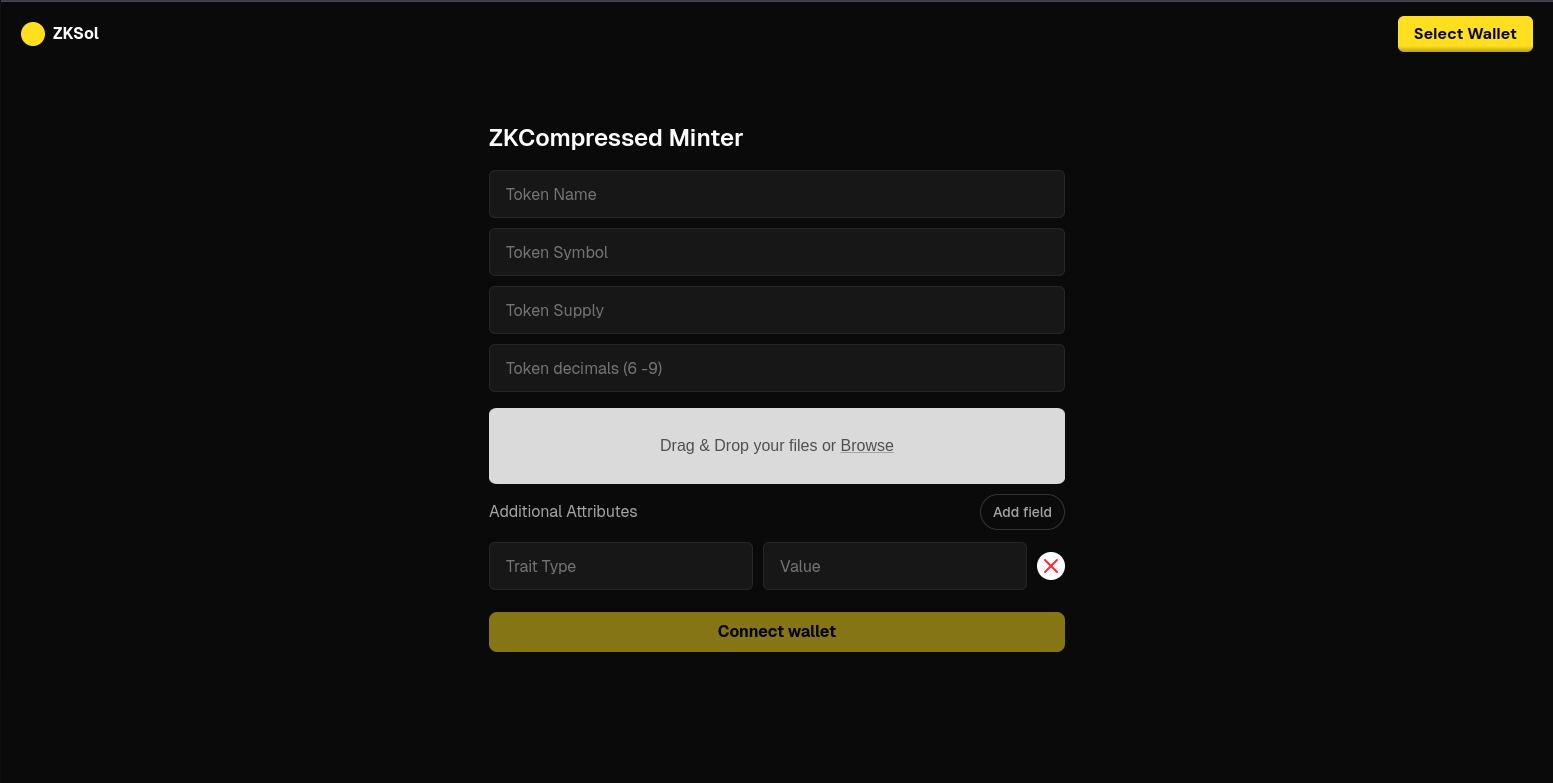 ZKSol
Select Wallet
ZKCompressed Minter
Token Name
Token Symbol
Token Supply
Token decimals (6 -9)
Drag & Drop your files or Browse
Additional Attributes
Add field
Trait Type
Value
Connect wallet